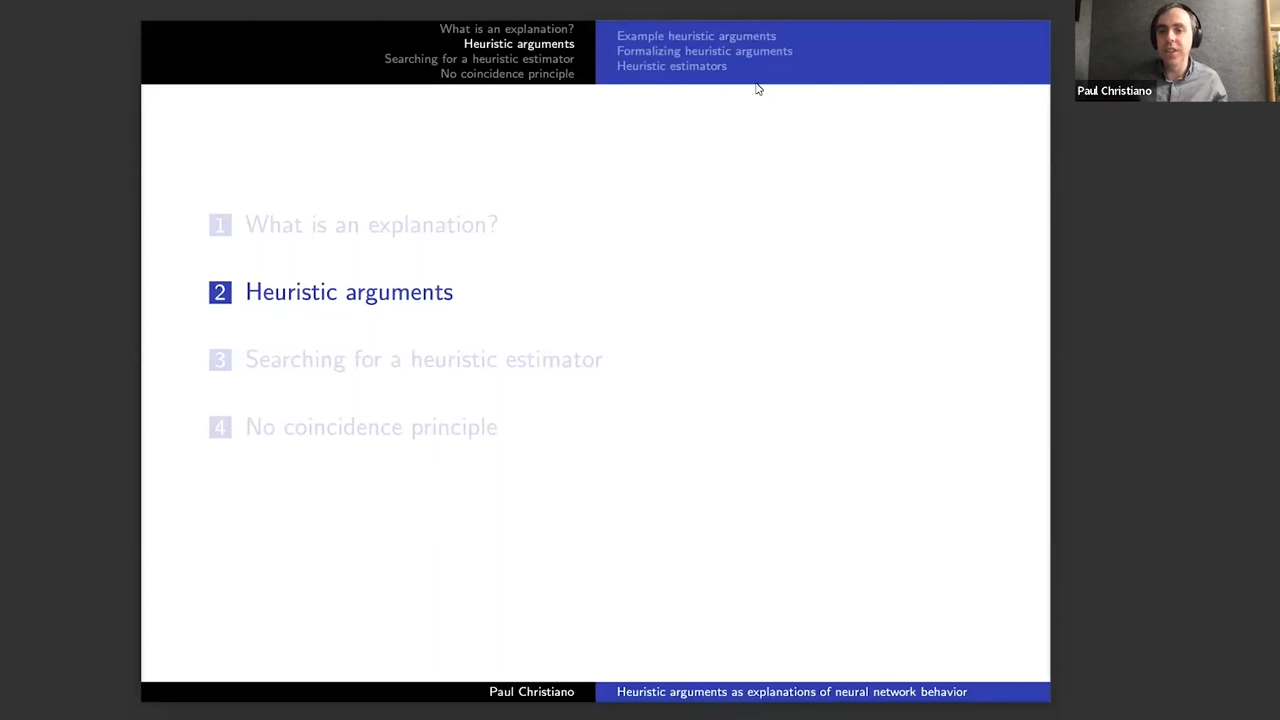 What is an explanation?
Heuristic arguments
Searching for a heuristic estimator
No coincidence principle
Example heuristic arguments
Formalizing heuristic arguments
Heuristic estimators
Paul Christiano
1 What is an explanation?
2 Heuristic arguments
3 Searching for a heuristic estimator
4 No coincidence principle
Paul Christiano
Heuristic arguments as explanations of neural network behavior